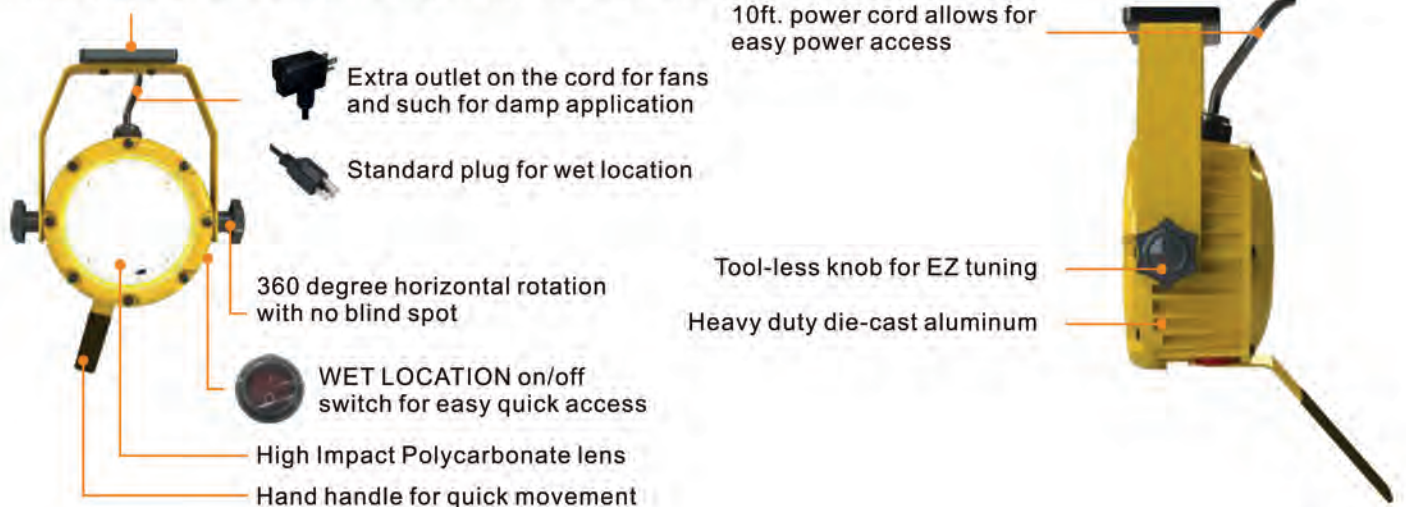 Extra outlet on the cord for fans
and such for damp application
Standard plug for wet location
360 degree horizontal rotation
with no blind spot
WET LOCATION on/off
switch for easy quick access
High Impact Polycarbonate lens
Hand handle for quick movement
10ft. power cord allows for
easy power access
Tool-less knob for EZ tuning
Heavy duty die-cast aluminum